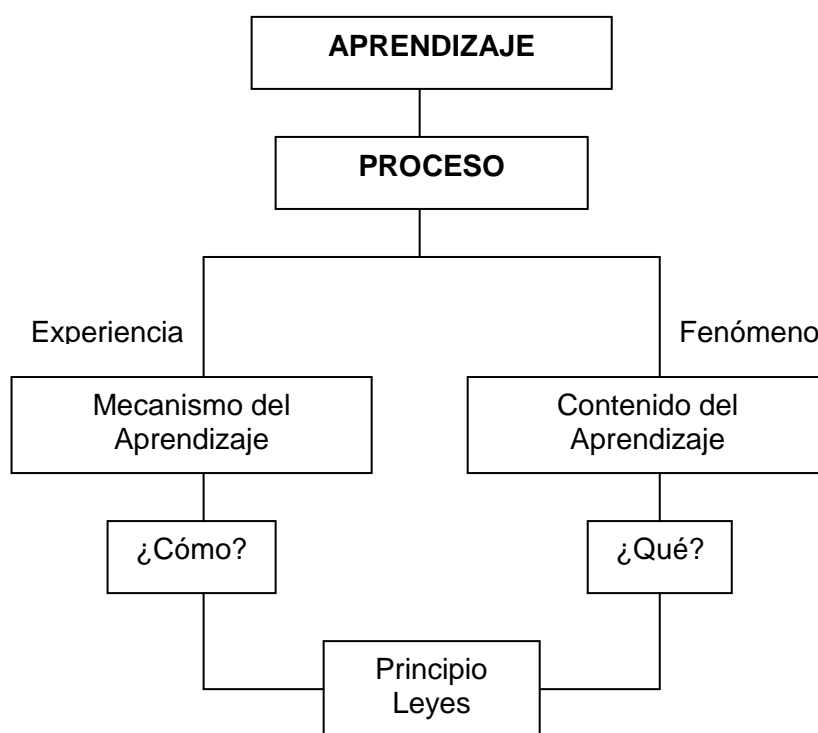 APRENDIZAJE
PROCESO
Experiencia
Fenómeno
Mecanismo del
Aprendizaje
Contenido del
Aprendizaje
¿Cómo?
¿Qué?
Principio
Leyes